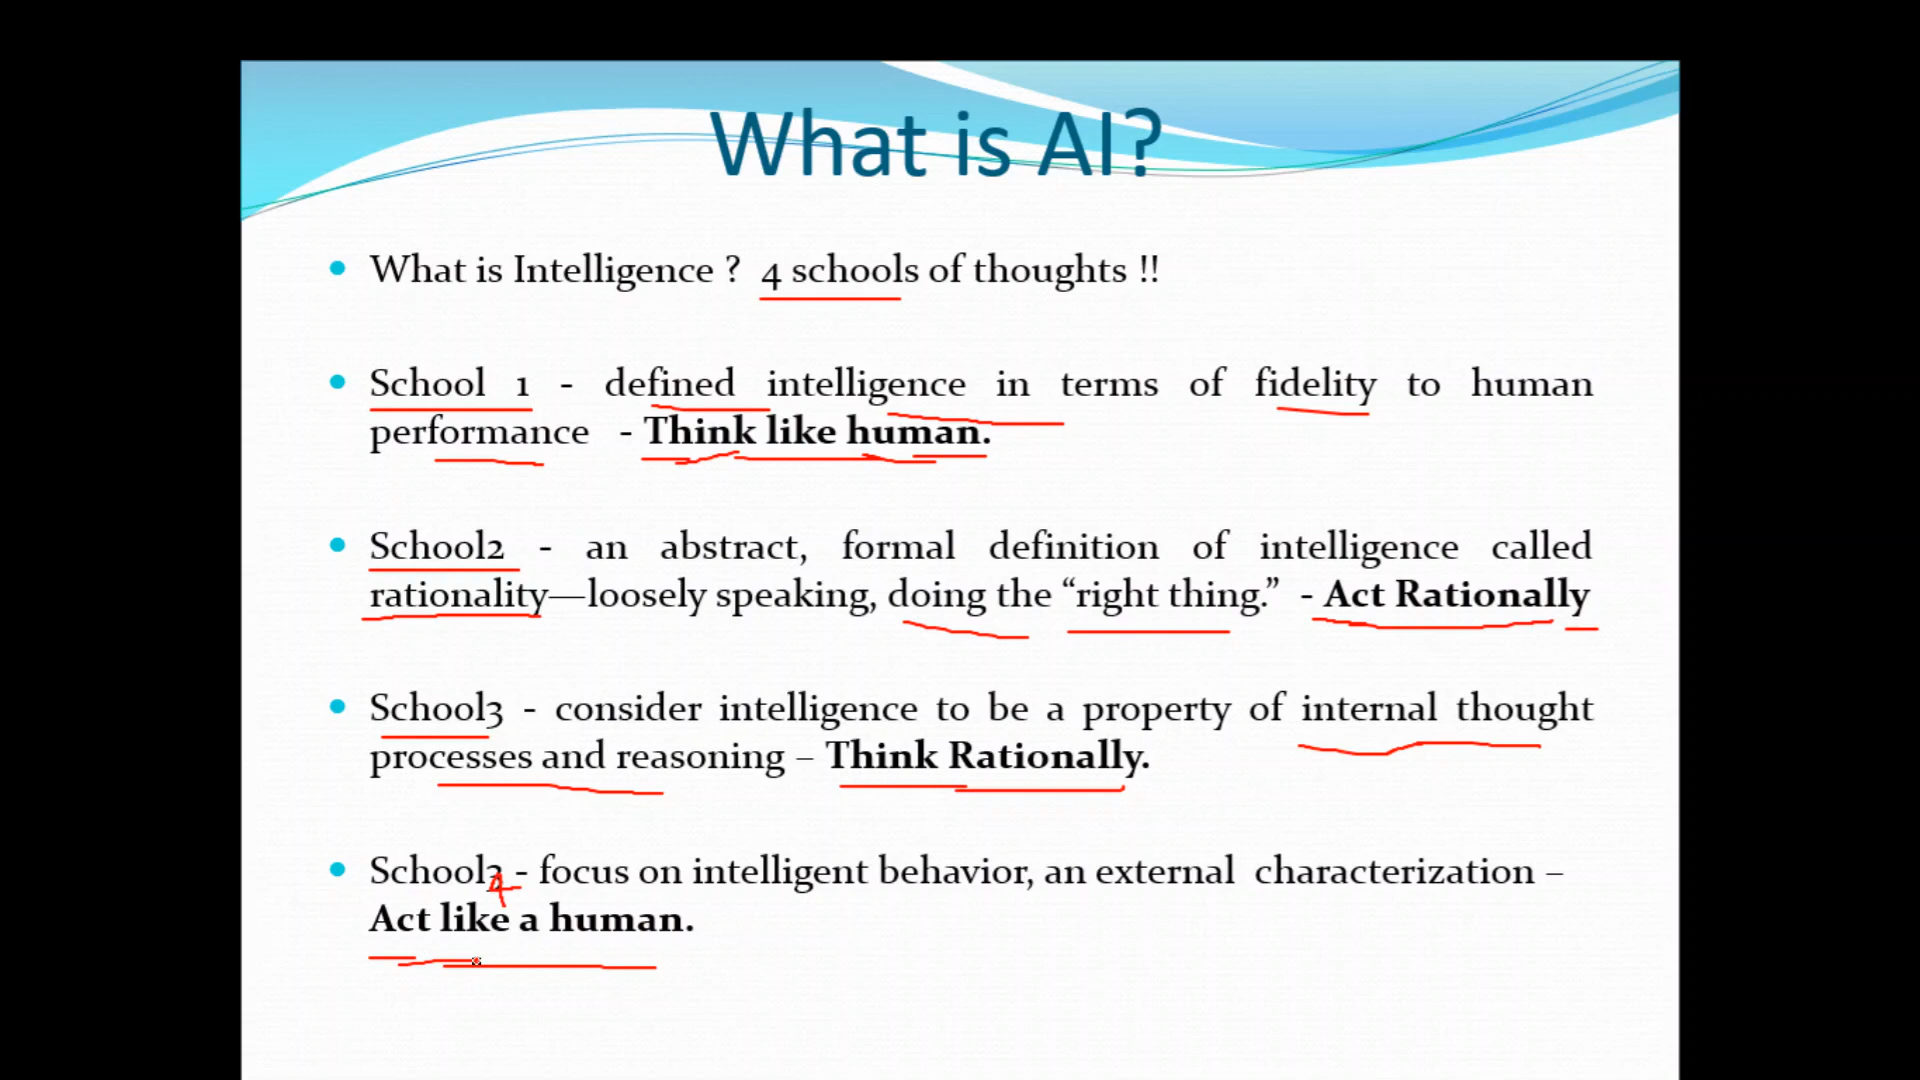 What is AI?
What is Intelligence ? 4 schools of thoughts !!
School 1 - defined intelligence in terms of fidelity to human
performance - Think like human.
School2 - an abstract, formal definition of intelligence called
rationality—loosely speaking, doing the “right thing.” - Act Rationally
School3 - consider intelligence to be a property of internal thought
processes and reasoning – Think Rationally.
School3 - focus on intelligent behavior, an external characterization –
4
Act like a human.